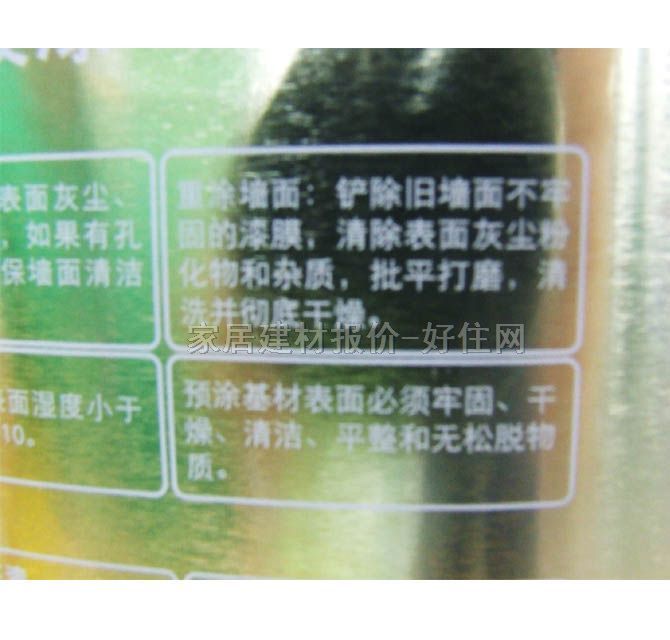 表面灰尘、
，如果有孔
保墙面清洁
重涂墙面：铲除旧墙面不牢
固的漆膜，清除表面灰尘粉
化物和杂质，批平打磨，清
洗并彻底干燥。
家居建材报价-好住网
面湿度小于
10。
预涂基材表面必须牢固、干
燥、清洁、平整和无松脱物
质。